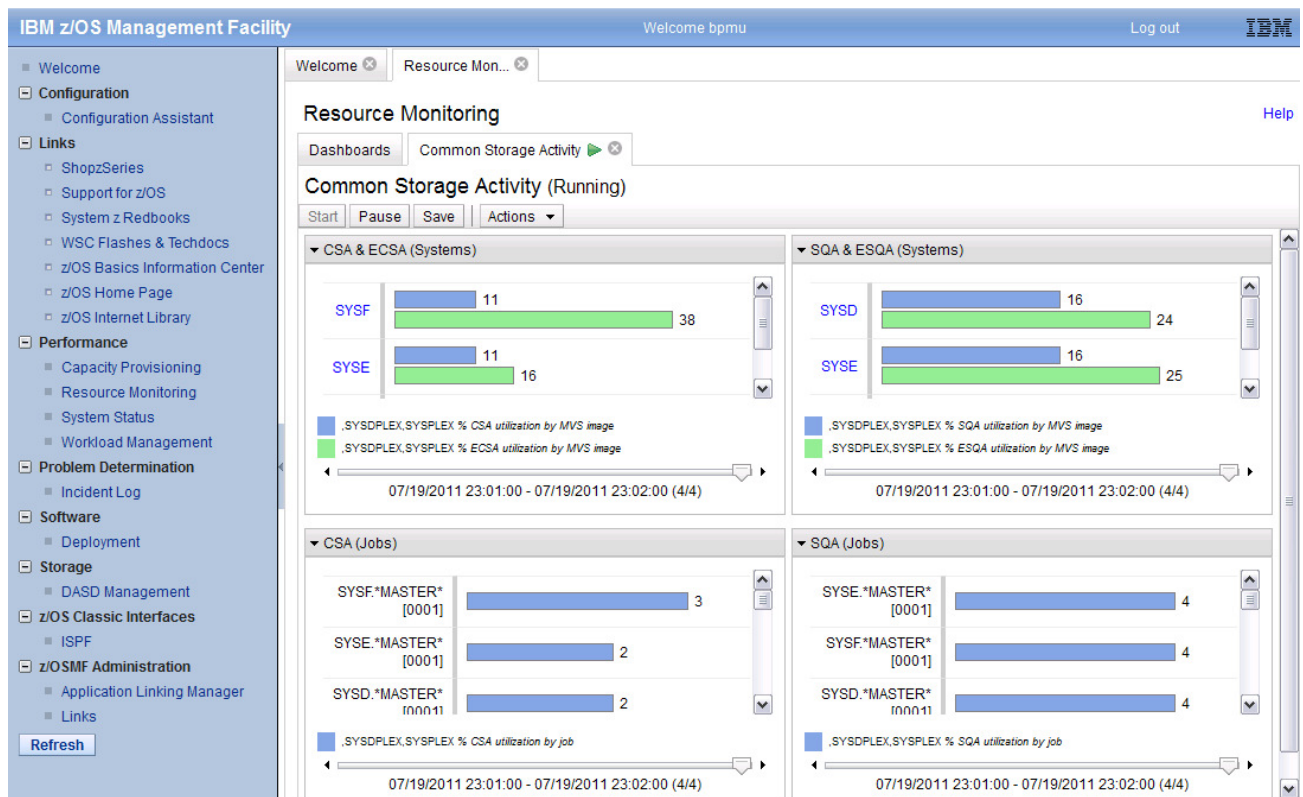 IBM z/OS Management Facility
Welcome bpmu
Log out
IBM
Welcome
Configuration
Configuration Assistant
Links
ShopzSeries
Support for z/OS
System z Redbooks
WSC Flashes & Techdocs
z/OS Basics Information Center
z/OS Home Page
z/OS Internet Library
Performance
Capacity Provisioning
Resource Monitoring
System Status
Workload Management
Problem Determination
Incident Log
Software
Deployment
Storage
DASD Management
z/OS Classic Interfaces
ISPF
z/OSMF Administration
Application Linking Manager
Links
Refresh
Welcome
Resource Mon...
Resource Monitoring
Help
Dashboards
Common Storage Activity
Common Storage Activity (Running)
Start
Pause
Save
Actions
CSA & ECSA (Systems)
SYSF
11
38
SYSE
11
16
,SYSDPLEX,SYSPLEX % CSA utilization by MVS image
,SYSDPLEX,SYSPLEX % ECSA utilization by MVS image
07/19/2011 23:01:00 - 07/19/2011 23:02:00 (4/4)
SQA & ESQA (Systems)
SYSD
16
24
SYSE
16
25
,SYSDPLEX,SYSPLEX % SQA utilization by MVS image
,SYSDPLEX,SYSPLEX % ESQA utilization by MVS image
07/19/2011 23:01:00 - 07/19/2011 23:02:00 (4/4)
CSA (Jobs)
SYSF.*MASTER*
[0001]
3
SYSE.*MASTER*
[0001]
2
SYSD.*MASTER*
[0001]
2
,SYSDPLEX,SYSPLEX % CSA utilization by job
07/19/2011 23:01:00 - 07/19/2011 23:02:00 (4/4)
SQA (Jobs)
SYSE.*MASTER*
[0001]
4
SYSF.*MASTER*
[0001]
4
SYSD.*MASTER*
[0001]
4
,SYSDPLEX,SYSPLEX % SQA utilization by job
07/19/2011 23:01:00 - 07/19/2011 23:02:00 (4/4)